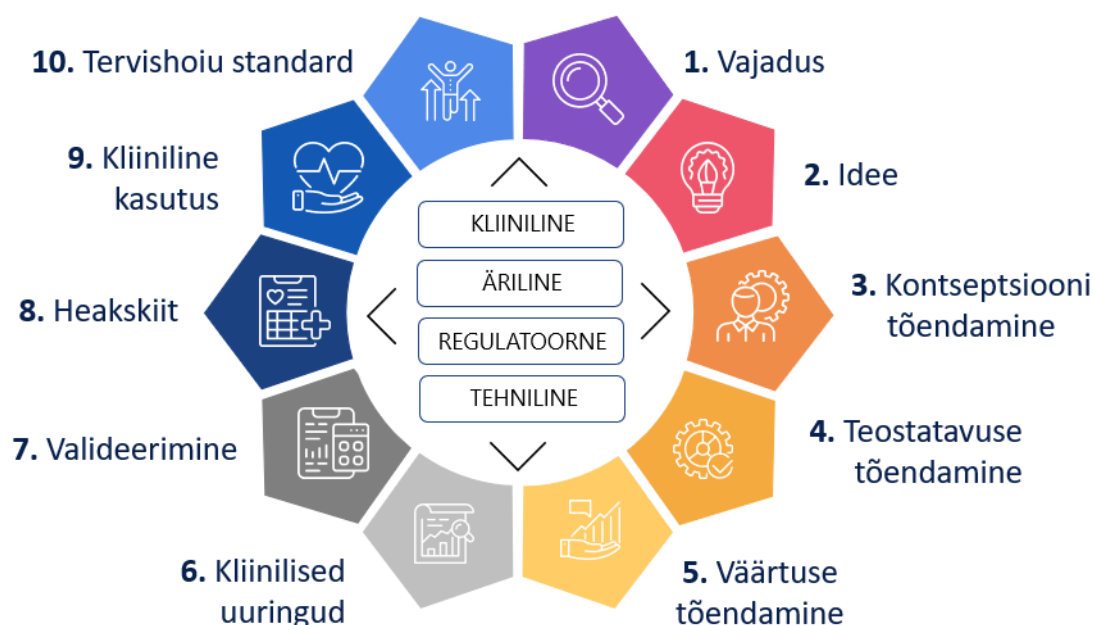 1. Vajadus
2. Idee
3. Kontseptsiooni
tõendamine
4. Teostatavuse
tõendamine
5. Väärtuse
tõendamine
6. Kliinilised
uuringud
7. Valideerimine
8. Heakskiit
9. Kliiniline
kasutus
10. Tervishoiu standard
KLIINILINE
ÄRILINE
REGULATOORNE
TEHNILINE